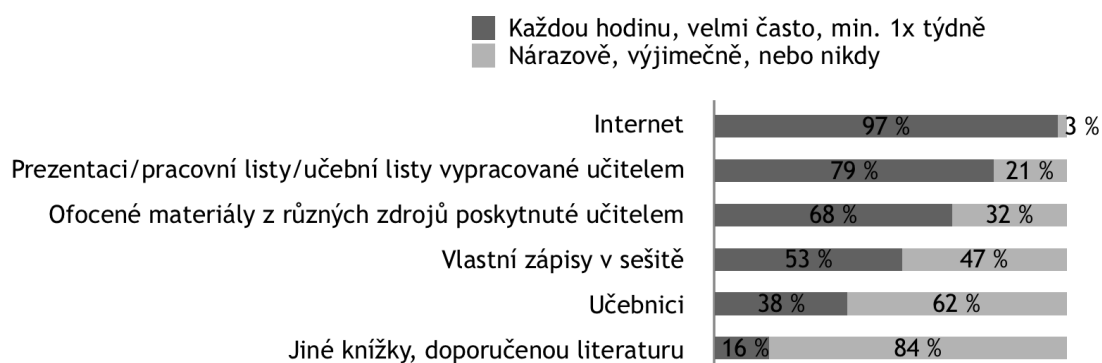 Každou hodinu, velmi často, min. 1x týdně
Nárazově, výjimečně, nebo nikdy
Internet 97 % 3 %
Prezentaci/pracovní listy/učební listy vypracované učitelem 79 % 21 %
Ofocené materiály z různých zdrojů poskytnuté učitelem 68 % 32 %
Vlastní zápisy v sešitě 53 % 47 %
Učebnici 38 % 62 %
Jiné knížky, doporučenou literaturu 16 % 84 %